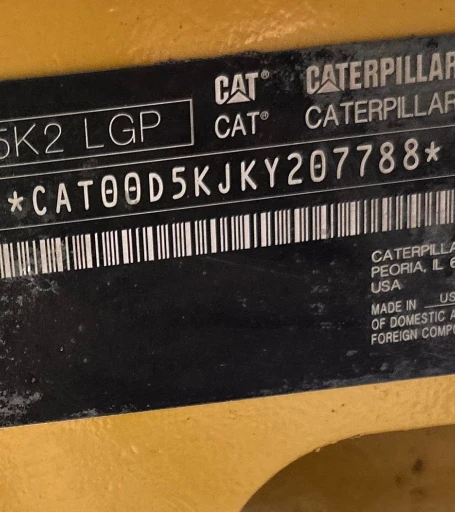 CAT® CATERPILLAR
5K2 LGP CAT® CATERPILLAR
*CAT00D5KJKY207788*
CATERPILLA
PEORIA, IL 6
USA
MADE IN US
OF DOMESTIC A
FOREIGN COMPO